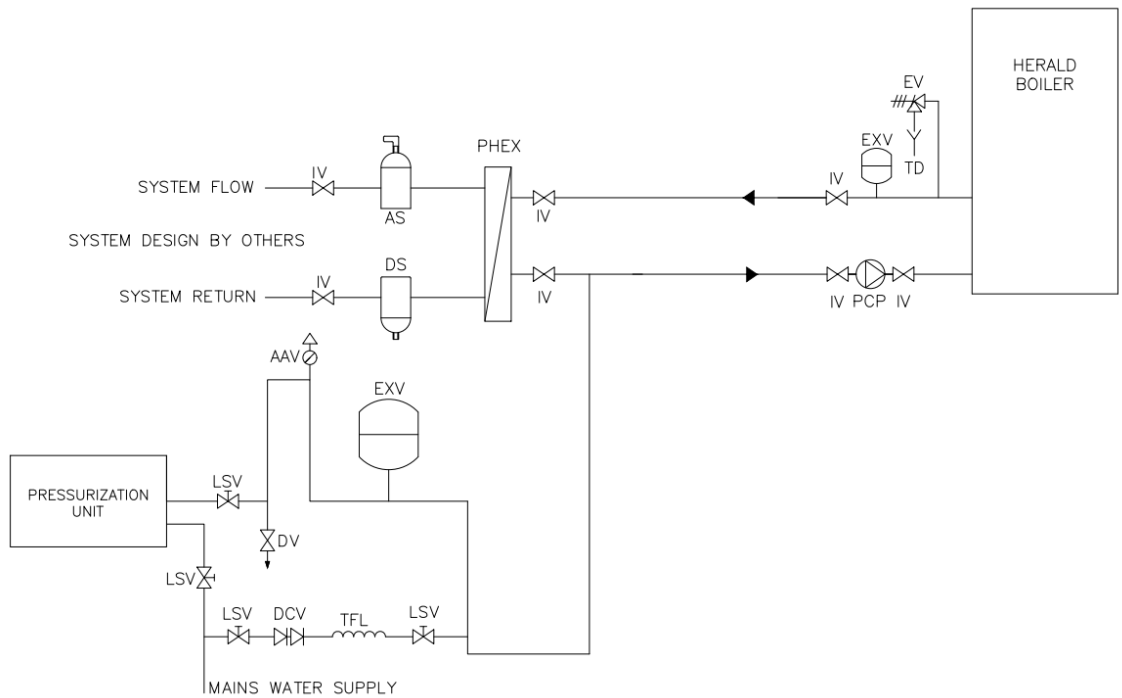 HERALD
BOILER
EV
EXV
TD
PHEX
IV
AS
SYSTEM FLOW
IV
IV
SYSTEM DESIGN BY OTHERS
DS
IV
SYSTEM RETURN
IV
IV
PCP
IV
AAV
EXV
LSV
PRESSURIZATION
UNIT
DV
LSV
LSV
DCV
TFL
LSV
MAINS WATER SUPPLY